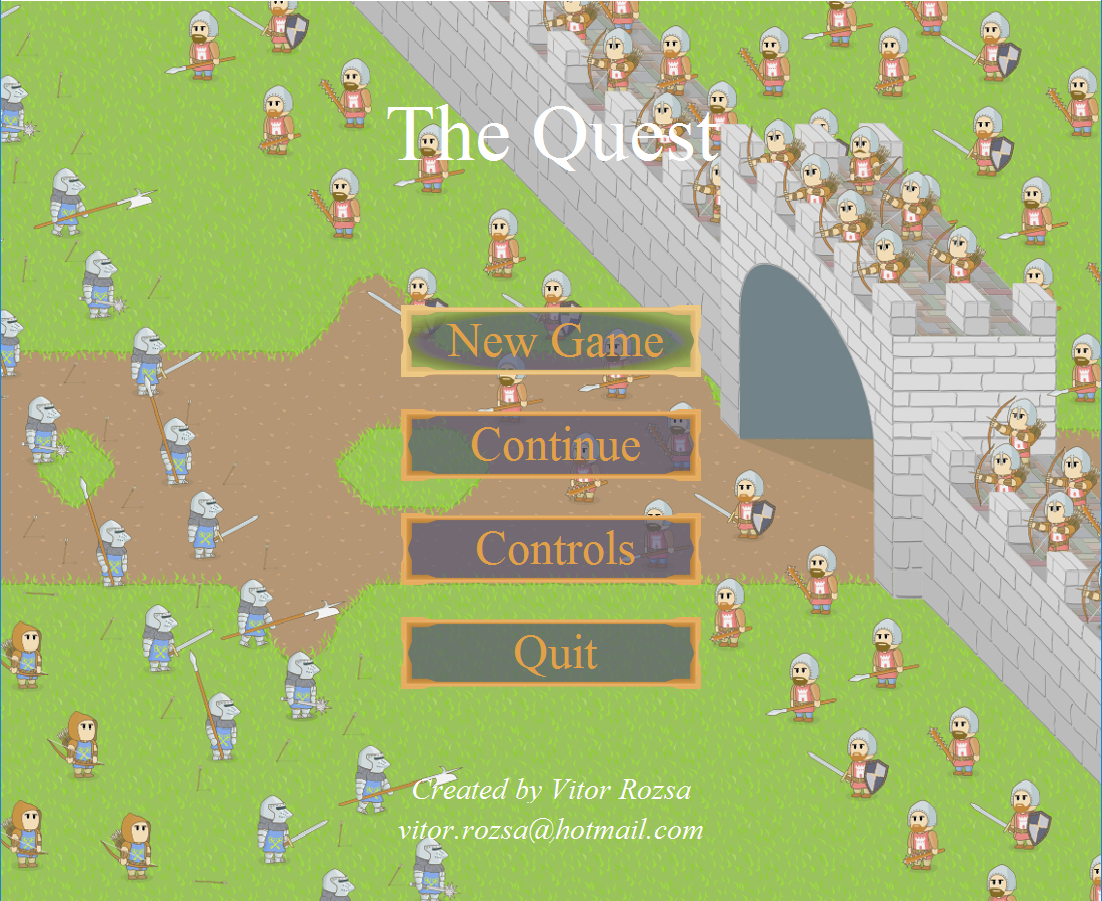 The Quest
New Game
Continue
Controls
Quit
Created by Vitor Rozsa
vitor.rozsa@hotmail.com